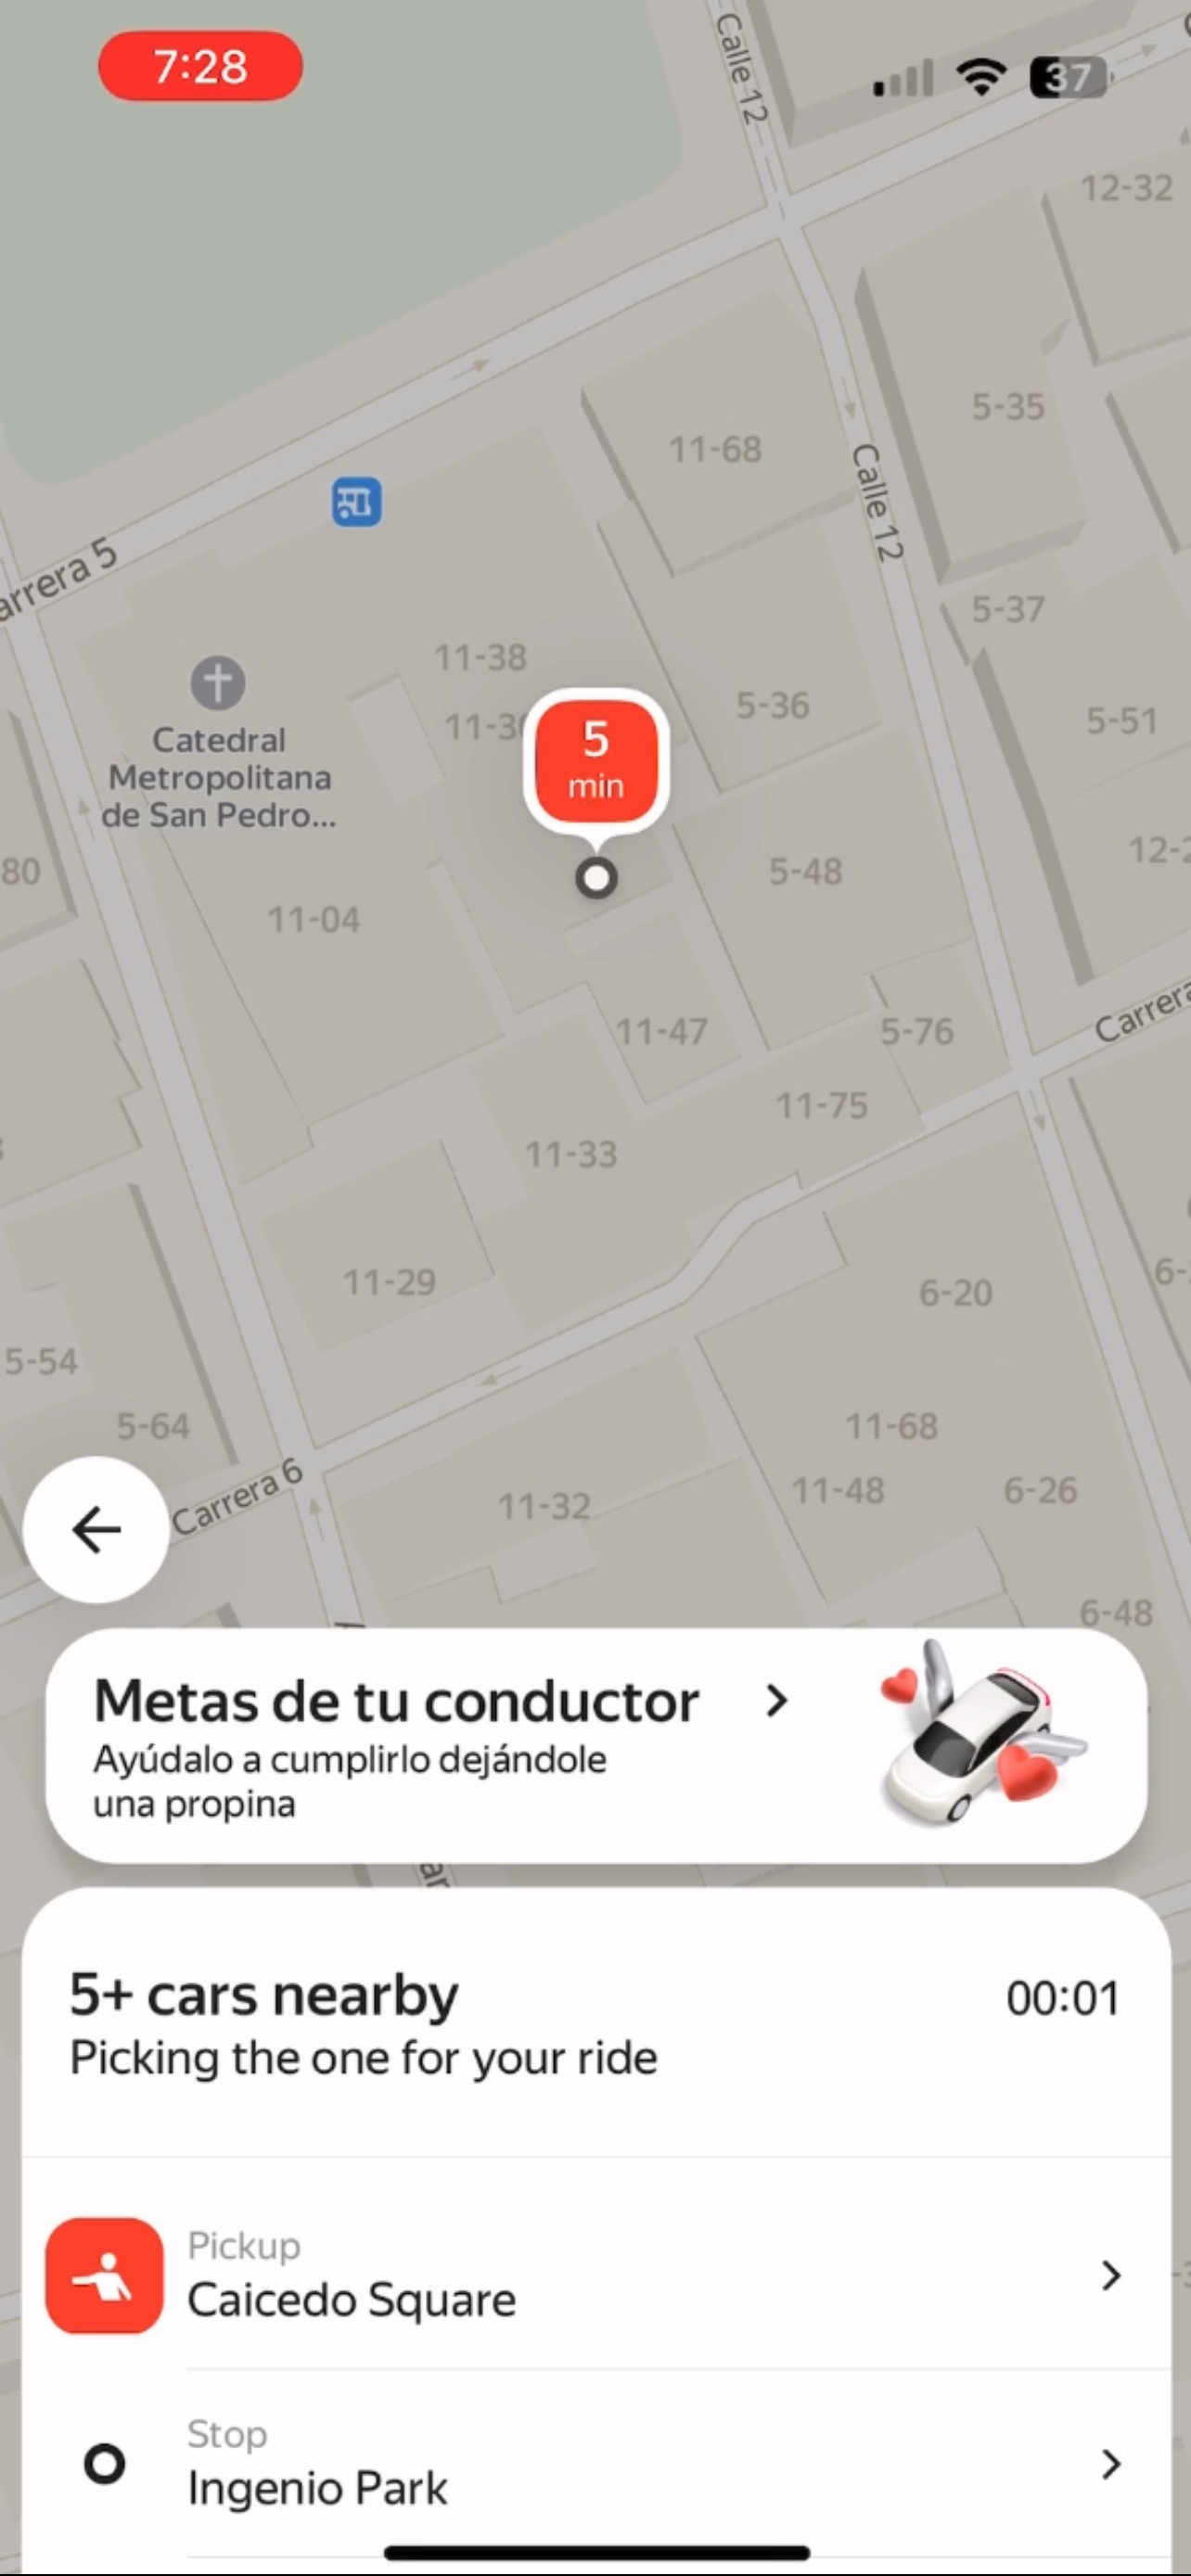 7:28
37
Calle 12
12-32
5-35
11-68
Calle 12
arrera 5
5-37
11-38
5-36
5-51
5
min
Catedral
Metropolitana
de San Pedro...
80
5-48
11-04
11-47
5-76
Carrera
11-75
11-33
11-29
6-20
5-54
5-64
11-68
11-48
6-26
11-32
Carrera 6
6-48
Metas de tu conductor
Ayúdalo a cumplirlo dejándole
una propina
5+ cars nearby
00:01
Picking the one for your ride
Pickup
Caicedo Square
Stop
Ingenio Park